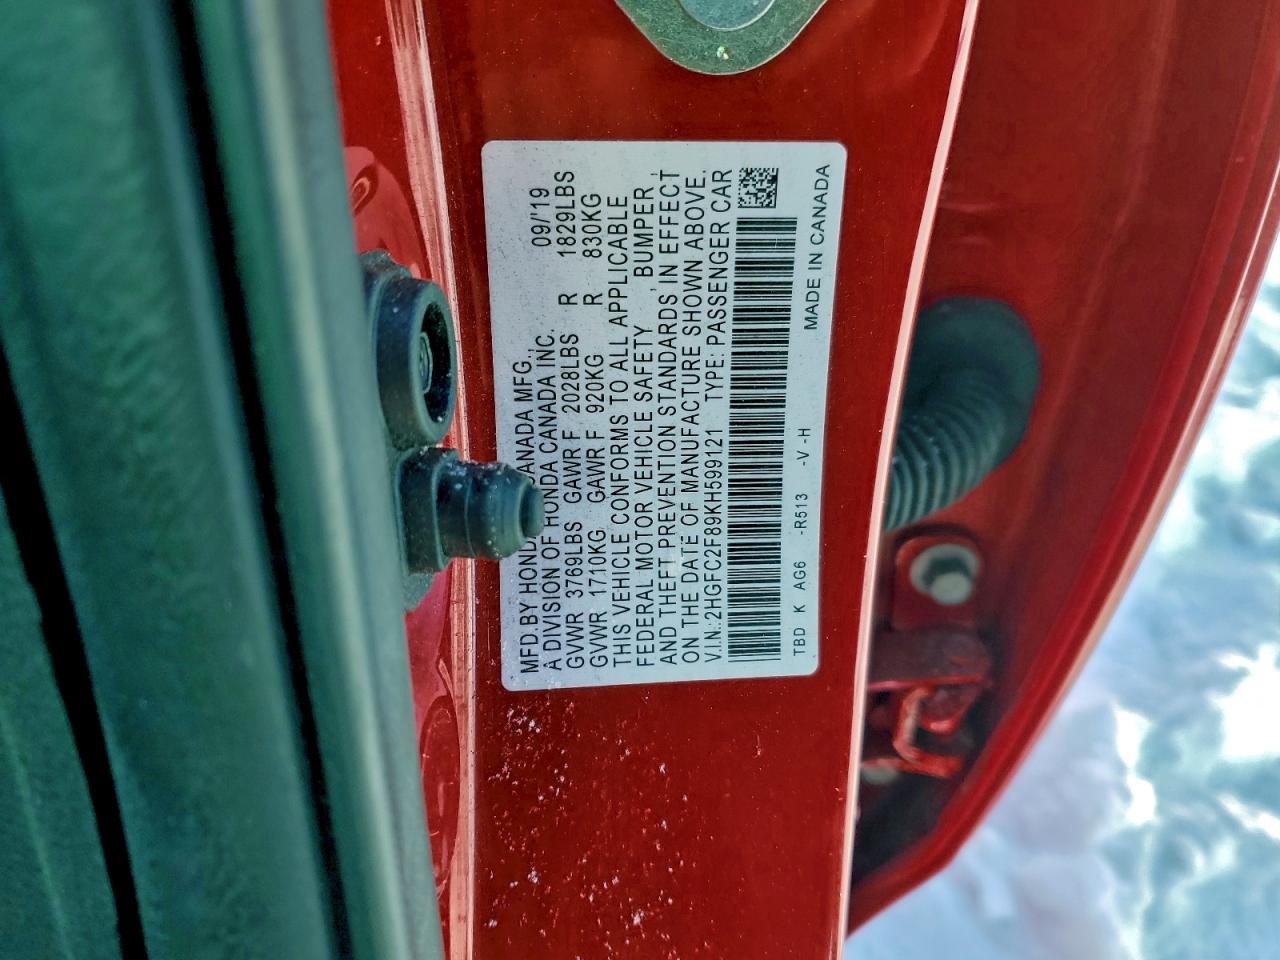 MFD.BY HONDA CANADA MFG., 09/'19
A DIVISION OF HONDA CANADA INC.
GVWR 3769LBS GAWR F 2028LBS R 1829LBS
GVWR 1710KG GAWR F 920KG R 830KG
THIS VEHICLE CONFORMS TO ALL APPLICABLE
FEDERAL MOTOR VEHICLE SAFETY , BUMPER ,
AND THEFT PREVENTION STANDARDS IN EFFECT
ON THE DATE OF MANUFACTURE SHOWN ABOVE.
V.I.N.:2HGFC2F89KH599121 TYPE: PASSENGER CAR
TBD K AG6 -R513 -V -H MADE IN CANADA